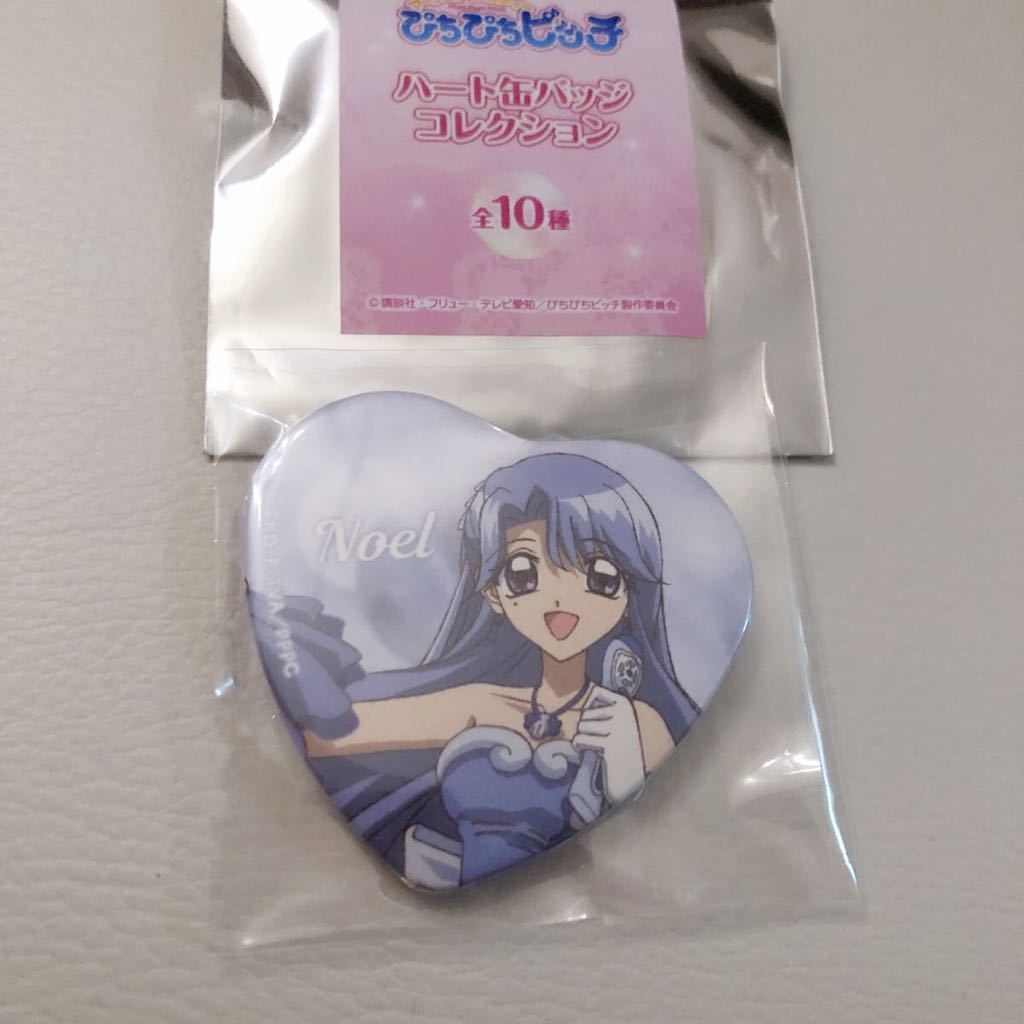 ぴちぴちピッチ
ハート缶バッジ
コレクション
全10種
©講談社・フリュー・テレビ愛知／ぴちぴちピッチ製作委員会
Noel